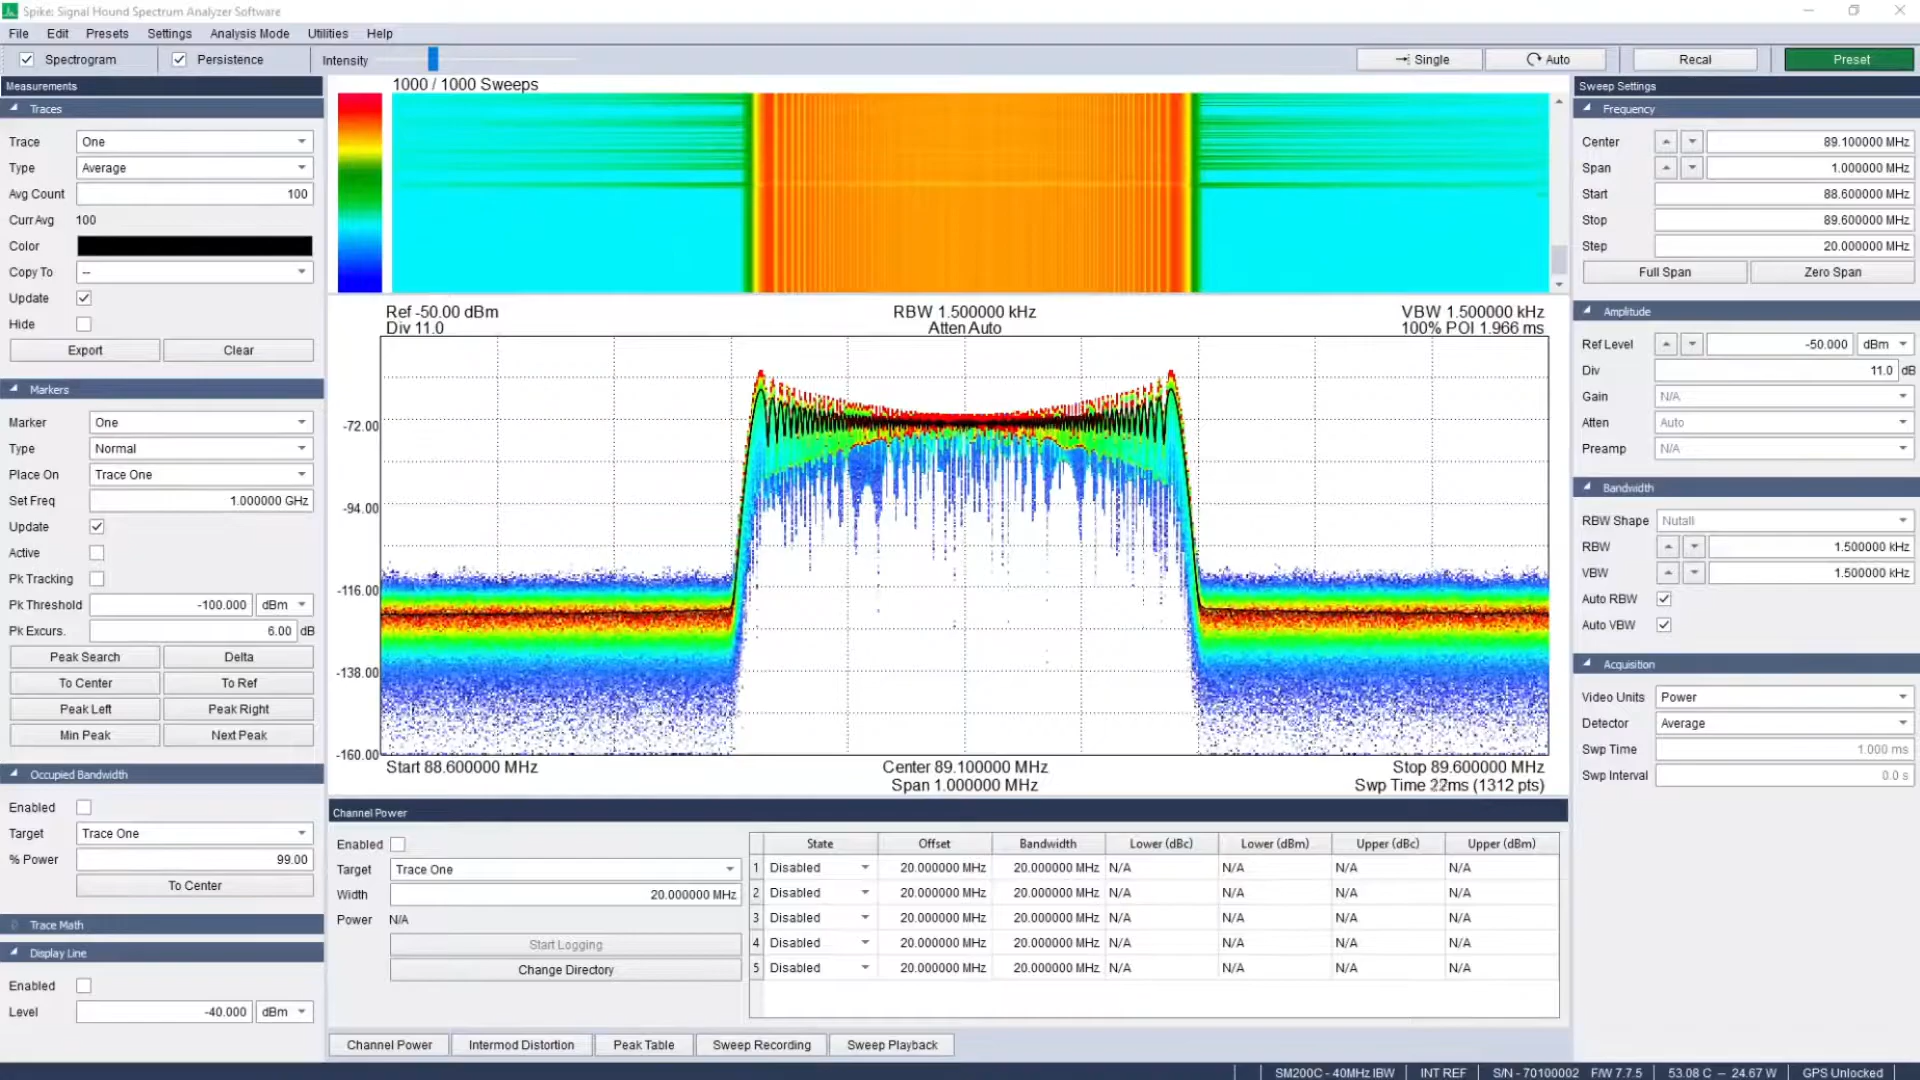 Spike: Signal Hound Spectrum Analyzer Software
File Edit Presets Settings Analysis Mode Utilities Help
Spectrogram Persistence Intensity Single Auto Recal Preset
Measurements
Traces
Trace One
Type Average
Avg Count 100
Curr Avg 100
Color
Copy To --
Update
Hide
Export Clear
Markers
Marker One
Type Normal
Place On Trace One
Set Freq 1.000000 GHz
Update
Active
Pk Tracking
Pk Threshold -100.000 dBm
Pk Excurs. 6.00 dB
Peak Search Delta
To Center To Ref
Peak Left Peak Right
Min Peak Next Peak
Occupied Bandwidth
Enabled
Target Trace One
% Power 99.00
To Center
Trace Math
Display Line
Enabled
Level -40.000 dBm
1000 / 1000 Sweeps
Ref -50.00 dBm RBW 1.500000 kHz VBW 1.500000 kHz
Div 11.0 Atten Auto 100% POI 1.966 ms
-72.00
-94.00
-116.00
-138.00
-160.00
Start 88.600000 MHz Center 89.100000 MHz Stop 89.600000 MHz
Span 1.000000 MHz Swp Time 22ms (1312 pts)
Channel Power
Enabled
Target Trace One
Width 20.000000 MHz
Power N/A
Start Logging
Change Directory
State Offset Bandwidth Lower (dBc) Lower (dBm) Upper (dBc) Upper (dBm)
1 Disabled 20.000000 MHz 20.000000 MHz N/A N/A N/A N/A
2 Disabled 20.000000 MHz 20.000000 MHz N/A N/A N/A N/A
3 Disabled 20.000000 MHz 20.000000 MHz N/A N/A N/A N/A
4 Disabled 20.000000 MHz 20.000000 MHz N/A N/A N/A N/A
5 Disabled 20.000000 MHz 20.000000 MHz N/A N/A N/A N/A
Channel Power Intermod Distortion Peak Table Sweep Recording Sweep Playback
Sweep Settings
Frequency
Center 89.100000 MHz
Span 1.000000 MHz
Start 88.600000 MHz
Stop 89.600000 MHz
Step 20.000000 MHz
Full Span Zero Span
Amplitude
Ref Level -50.000 dBm
Div 11.0 dB
Gain N/A
Atten Auto
Preamp N/A
Bandwidth
RBW Shape Nutall
RBW 1.500000 kHz
VBW 1.500000 kHz
Auto RBW
Auto VBW
Acquisition
Video Units Power
Detector Average
Swp Time 1.000 ms
Swp Interval 0.0 s
SM200C - 40MHz IBW INT REF S/N - 70100002 F/W 7.7.5 53.08 C – 24.67 W GPS Unlocked